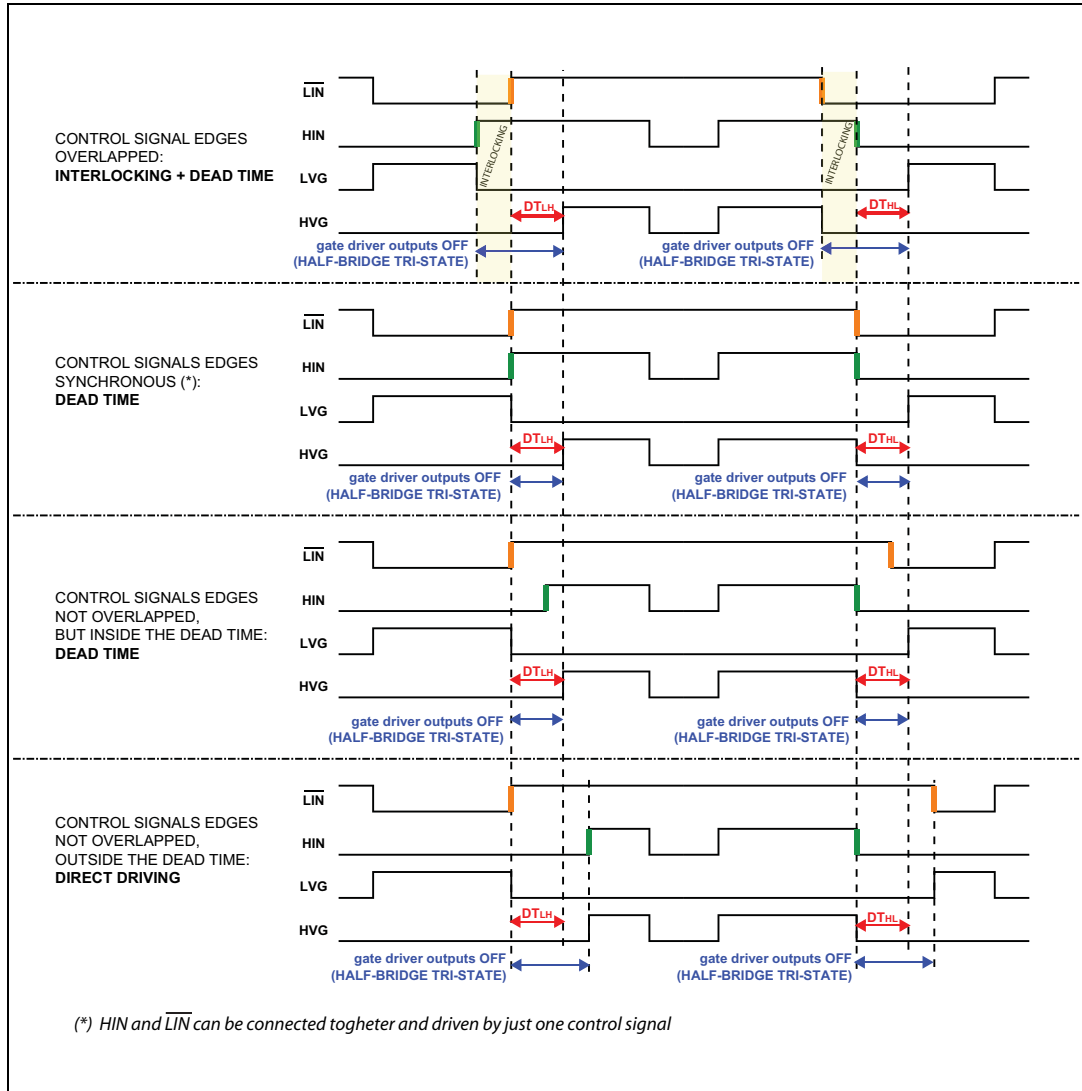 CONTROL SIGNAL EDGES
OVERLAPPED:
INTERLOCKING + DEAD TIME
LIN
HIN
LVG
HVG
INTERLOCKING
INTERLOCKING
DTLH
DTHL
gate driver outputs OFF
(HALF-BRIDGE TRI-STATE)
gate driver outputs OFF
(HALF-BRIDGE TRI-STATE)
CONTROL SIGNALS EDGES
SYNCHRONOUS (*):
DEAD TIME
LIN
HIN
LVG
HVG
DTLH
DTHL
gate driver outputs OFF
(HALF-BRIDGE TRI-STATE)
gate driver outputs OFF
(HALF-BRIDGE TRI-STATE)
CONTROL SIGNALS EDGES
NOT OVERLAPPED,
BUT INSIDE THE DEAD TIME:
DEAD TIME
LIN
HIN
LVG
HVG
DTLH
DTHL
gate driver outputs OFF
(HALF-BRIDGE TRI-STATE)
gate driver outputs OFF
(HALF-BRIDGE TRI-STATE)
CONTROL SIGNALS EDGES
NOT OVERLAPPED,
OUTSIDE THE DEAD TIME:
DIRECT DRIVING
LIN
HIN
LVG
HVG
DTLH
DTHL
gate driver outputs OFF
(HALF-BRIDGE TRI-STATE)
gate driver outputs OFF
(HALF-BRIDGE TRI-STATE)
(*) HIN and LIN can be connected togheter and driven by just one control signal